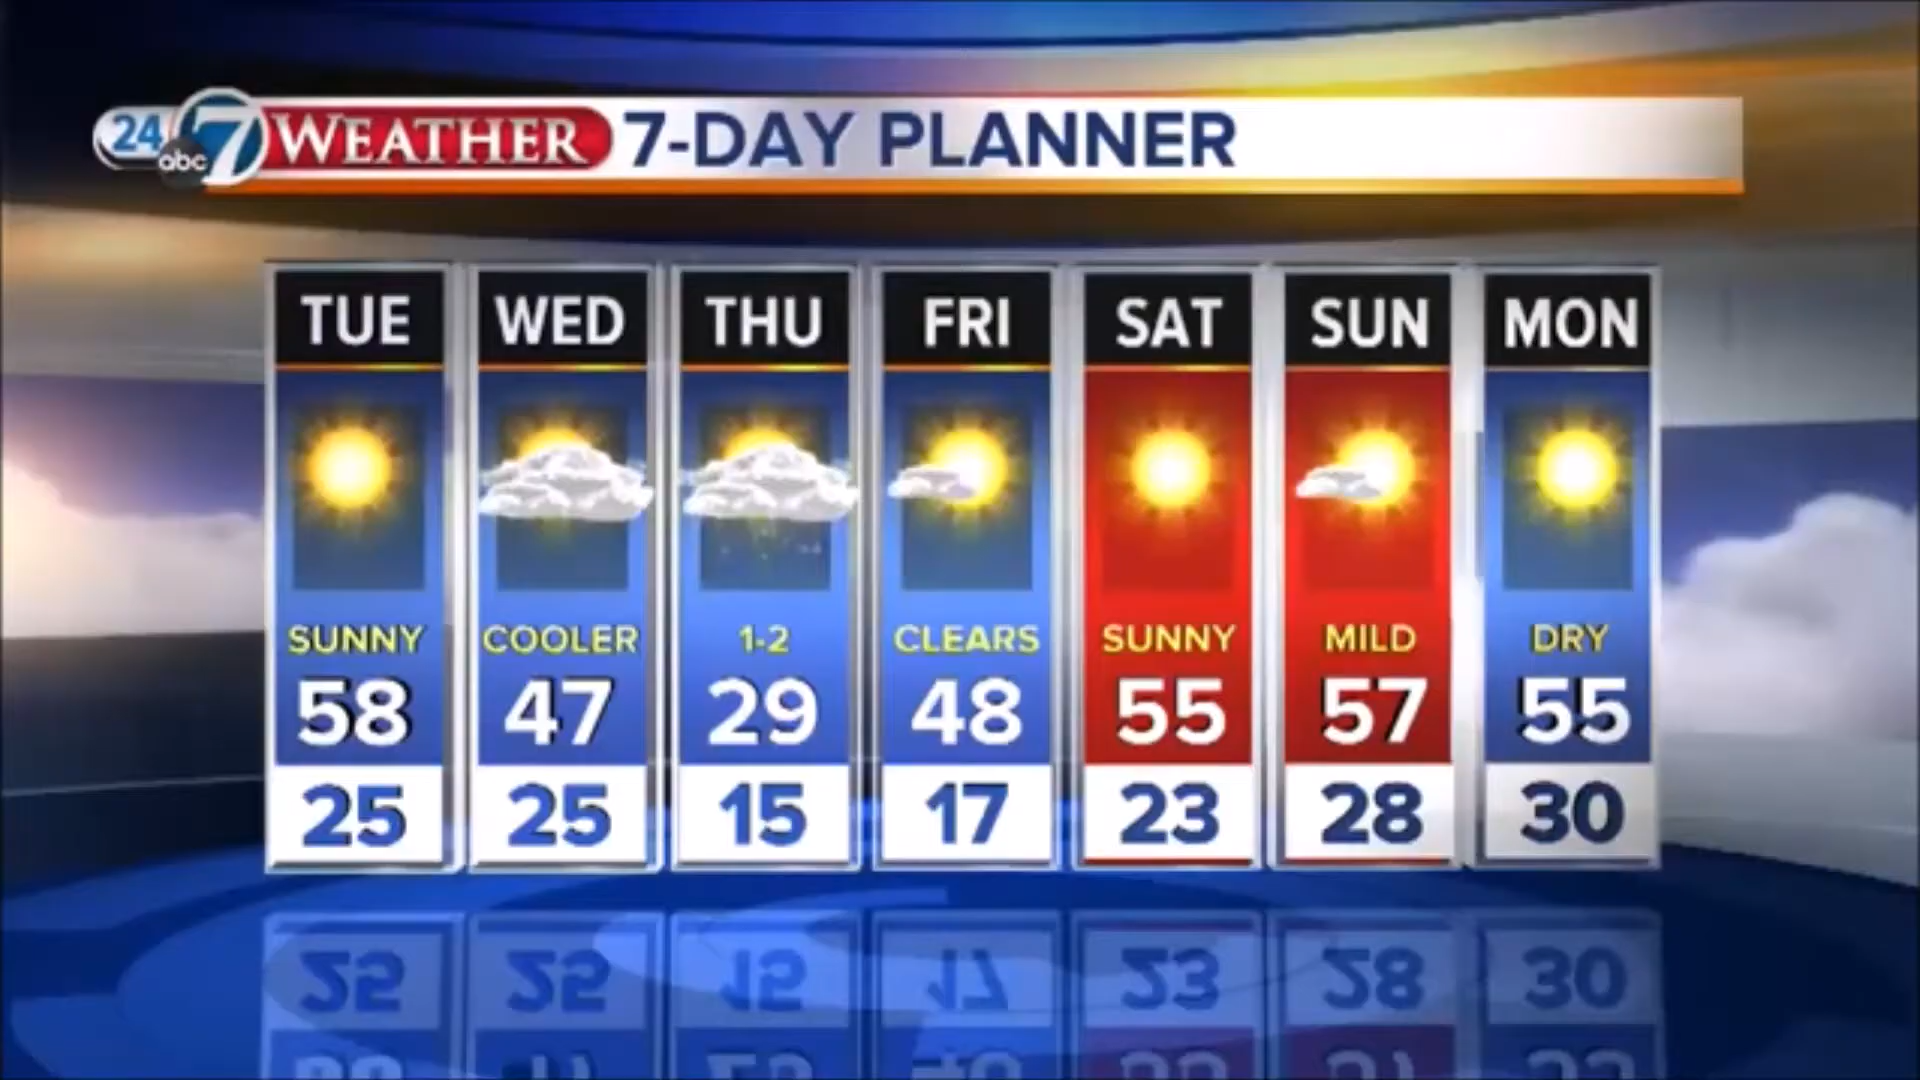 24
abc
7
WEATHER
7-DAY PLANNER
TUE WED THU FRI SAT SUN MON
SUNNY COOLER 1-2 CLEARS SUNNY MILD DRY
58 47 29 48 55 57 55
25 25 15 17 23 28 30